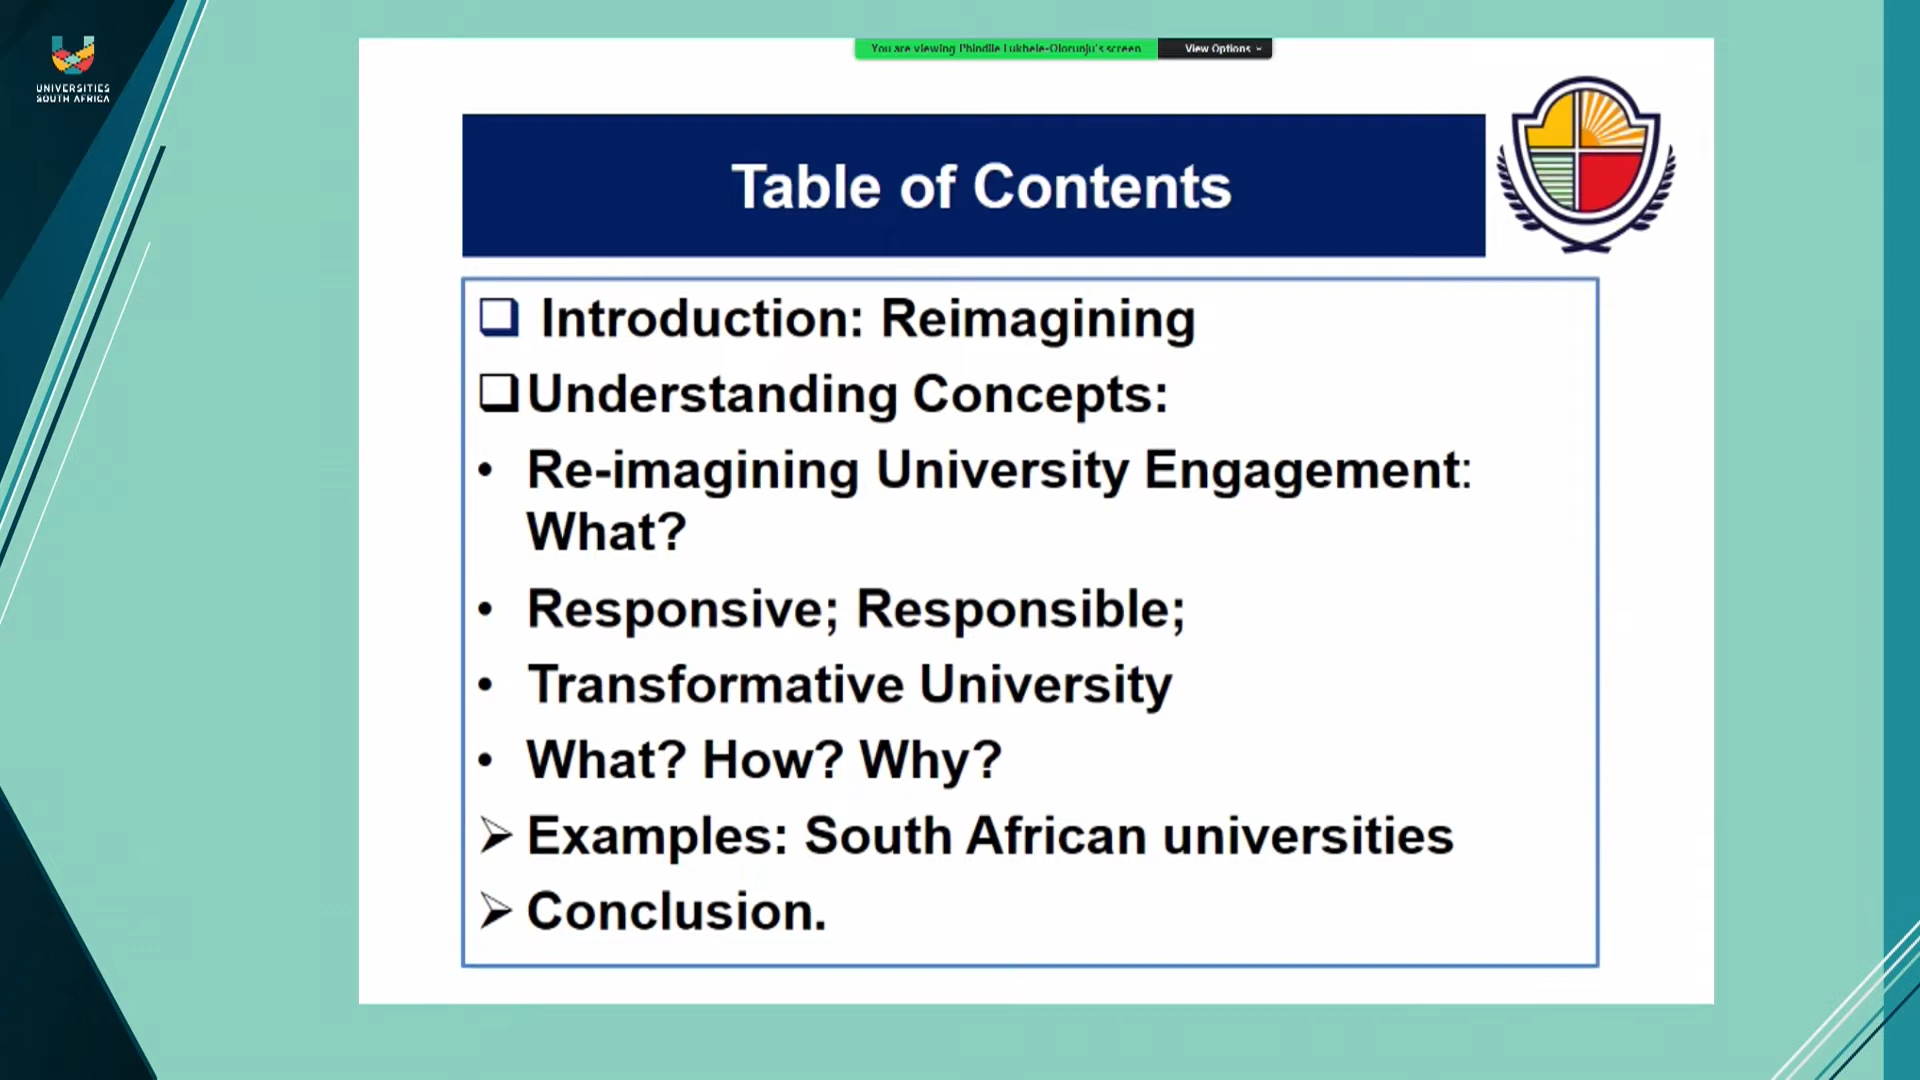 UNIVERSITIES
SOUTH AFRICA
You are viewing Phindile Lukhele-Olorunju's screen
View Options
Table of Contents
Introduction: Reimagining
Understanding Concepts:
• Re-imagining University Engagement:
What?
• Responsive; Responsible;
• Transformative University
• What? How? Why?
➢ Examples: South African universities
➢ Conclusion.